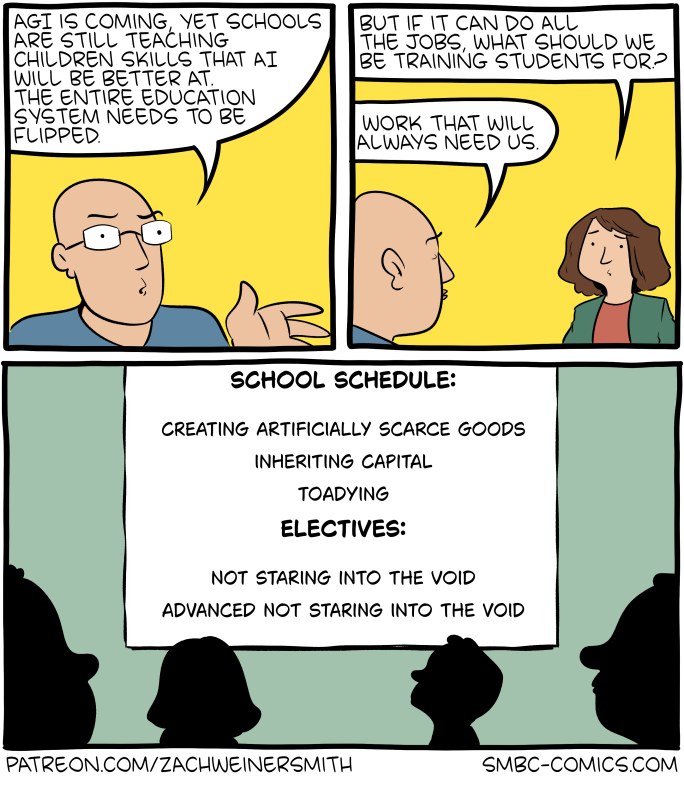 AGI IS COMING, YET SCHOOLS
ARE STILL TEACHING
CHILDREN SKILLS THAT AI
WILL BE BETTER AT.
THE ENTIRE EDUCATION
SYSTEM NEEDS TO BE
FLIPPED.
BUT IF IT CAN DO ALL
THE JOBS, WHAT SHOULD WE
BE TRAINING STUDENTS FOR?
WORK THAT WILL
ALWAYS NEED US.
SCHOOL SCHEDULE:
CREATING ARTIFICIALLY SCARCE GOODS
INHERITING CAPITAL
TOADYING
ELECTIVES:
NOT STARING INTO THE VOID
ADVANCED NOT STARING INTO THE VOID
PATREON.COM/ZACHWEINERSMITH
SMBC-COMICS.COM